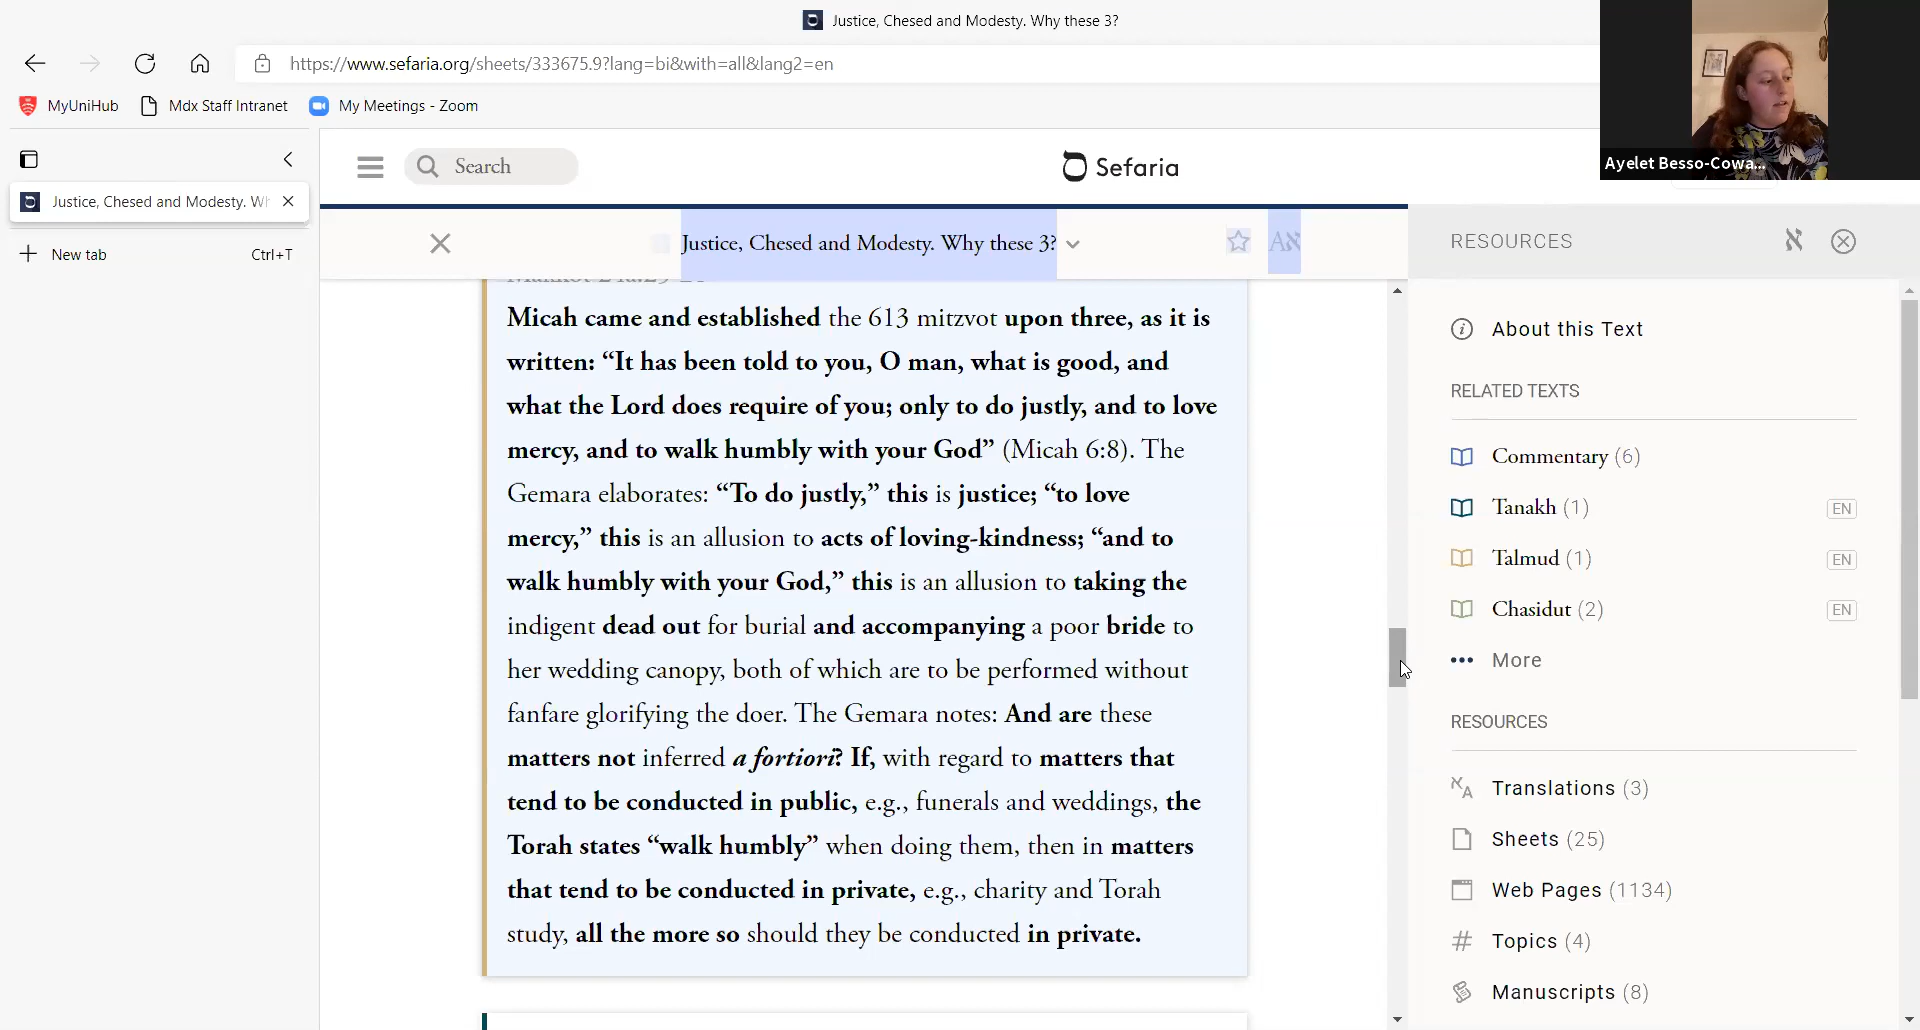 Justice, Chesed and Modesty. Why these 3?
https://www.sefaria.org/sheets/333675.9?lang=bi&with=all&lang2=en
MyUniHub
Mdx Staff Intranet
My Meetings - Zoom
Ayelet Besso-Cowa...
Justice, Chesed and Modesty. Wh
New tab
Ctrl+T
Search
Sefaria
Justice, Chesed and Modesty. Why these 3?
Aא
Micah came and established the 613 mitzvot upon three, as it is
written: “It has been told to you, O man, what is good, and
what the Lord does require of you; only to do justly, and to love
mercy, and to walk humbly with your God” (Micah 6:8). The
Gemara elaborates: “To do justly,” this is justice; “to love
mercy,” this is an allusion to acts of loving-kindness; “and to
walk humbly with your God,” this is an allusion to taking the
indigent dead out for burial and accompanying a poor bride to
her wedding canopy, both of which are to be performed without
fanfare glorifying the doer. The Gemara notes: And are these
matters not inferred a fortiori? If, with regard to matters that
tend to be conducted in public, e.g., funerals and weddings, the
Torah states “walk humbly” when doing them, then in matters
that tend to be conducted in private, e.g., charity and Torah
study, all the more so should they be conducted in private.
RESOURCES
א
About this Text
RELATED TEXTS
Commentary (6)
Tanakh (1)
EN
Talmud (1)
EN
Chasidut (2)
EN
More
RESOURCES
Translations (3)
Sheets (25)
Web Pages (1134)
Topics (4)
Manuscripts (8)